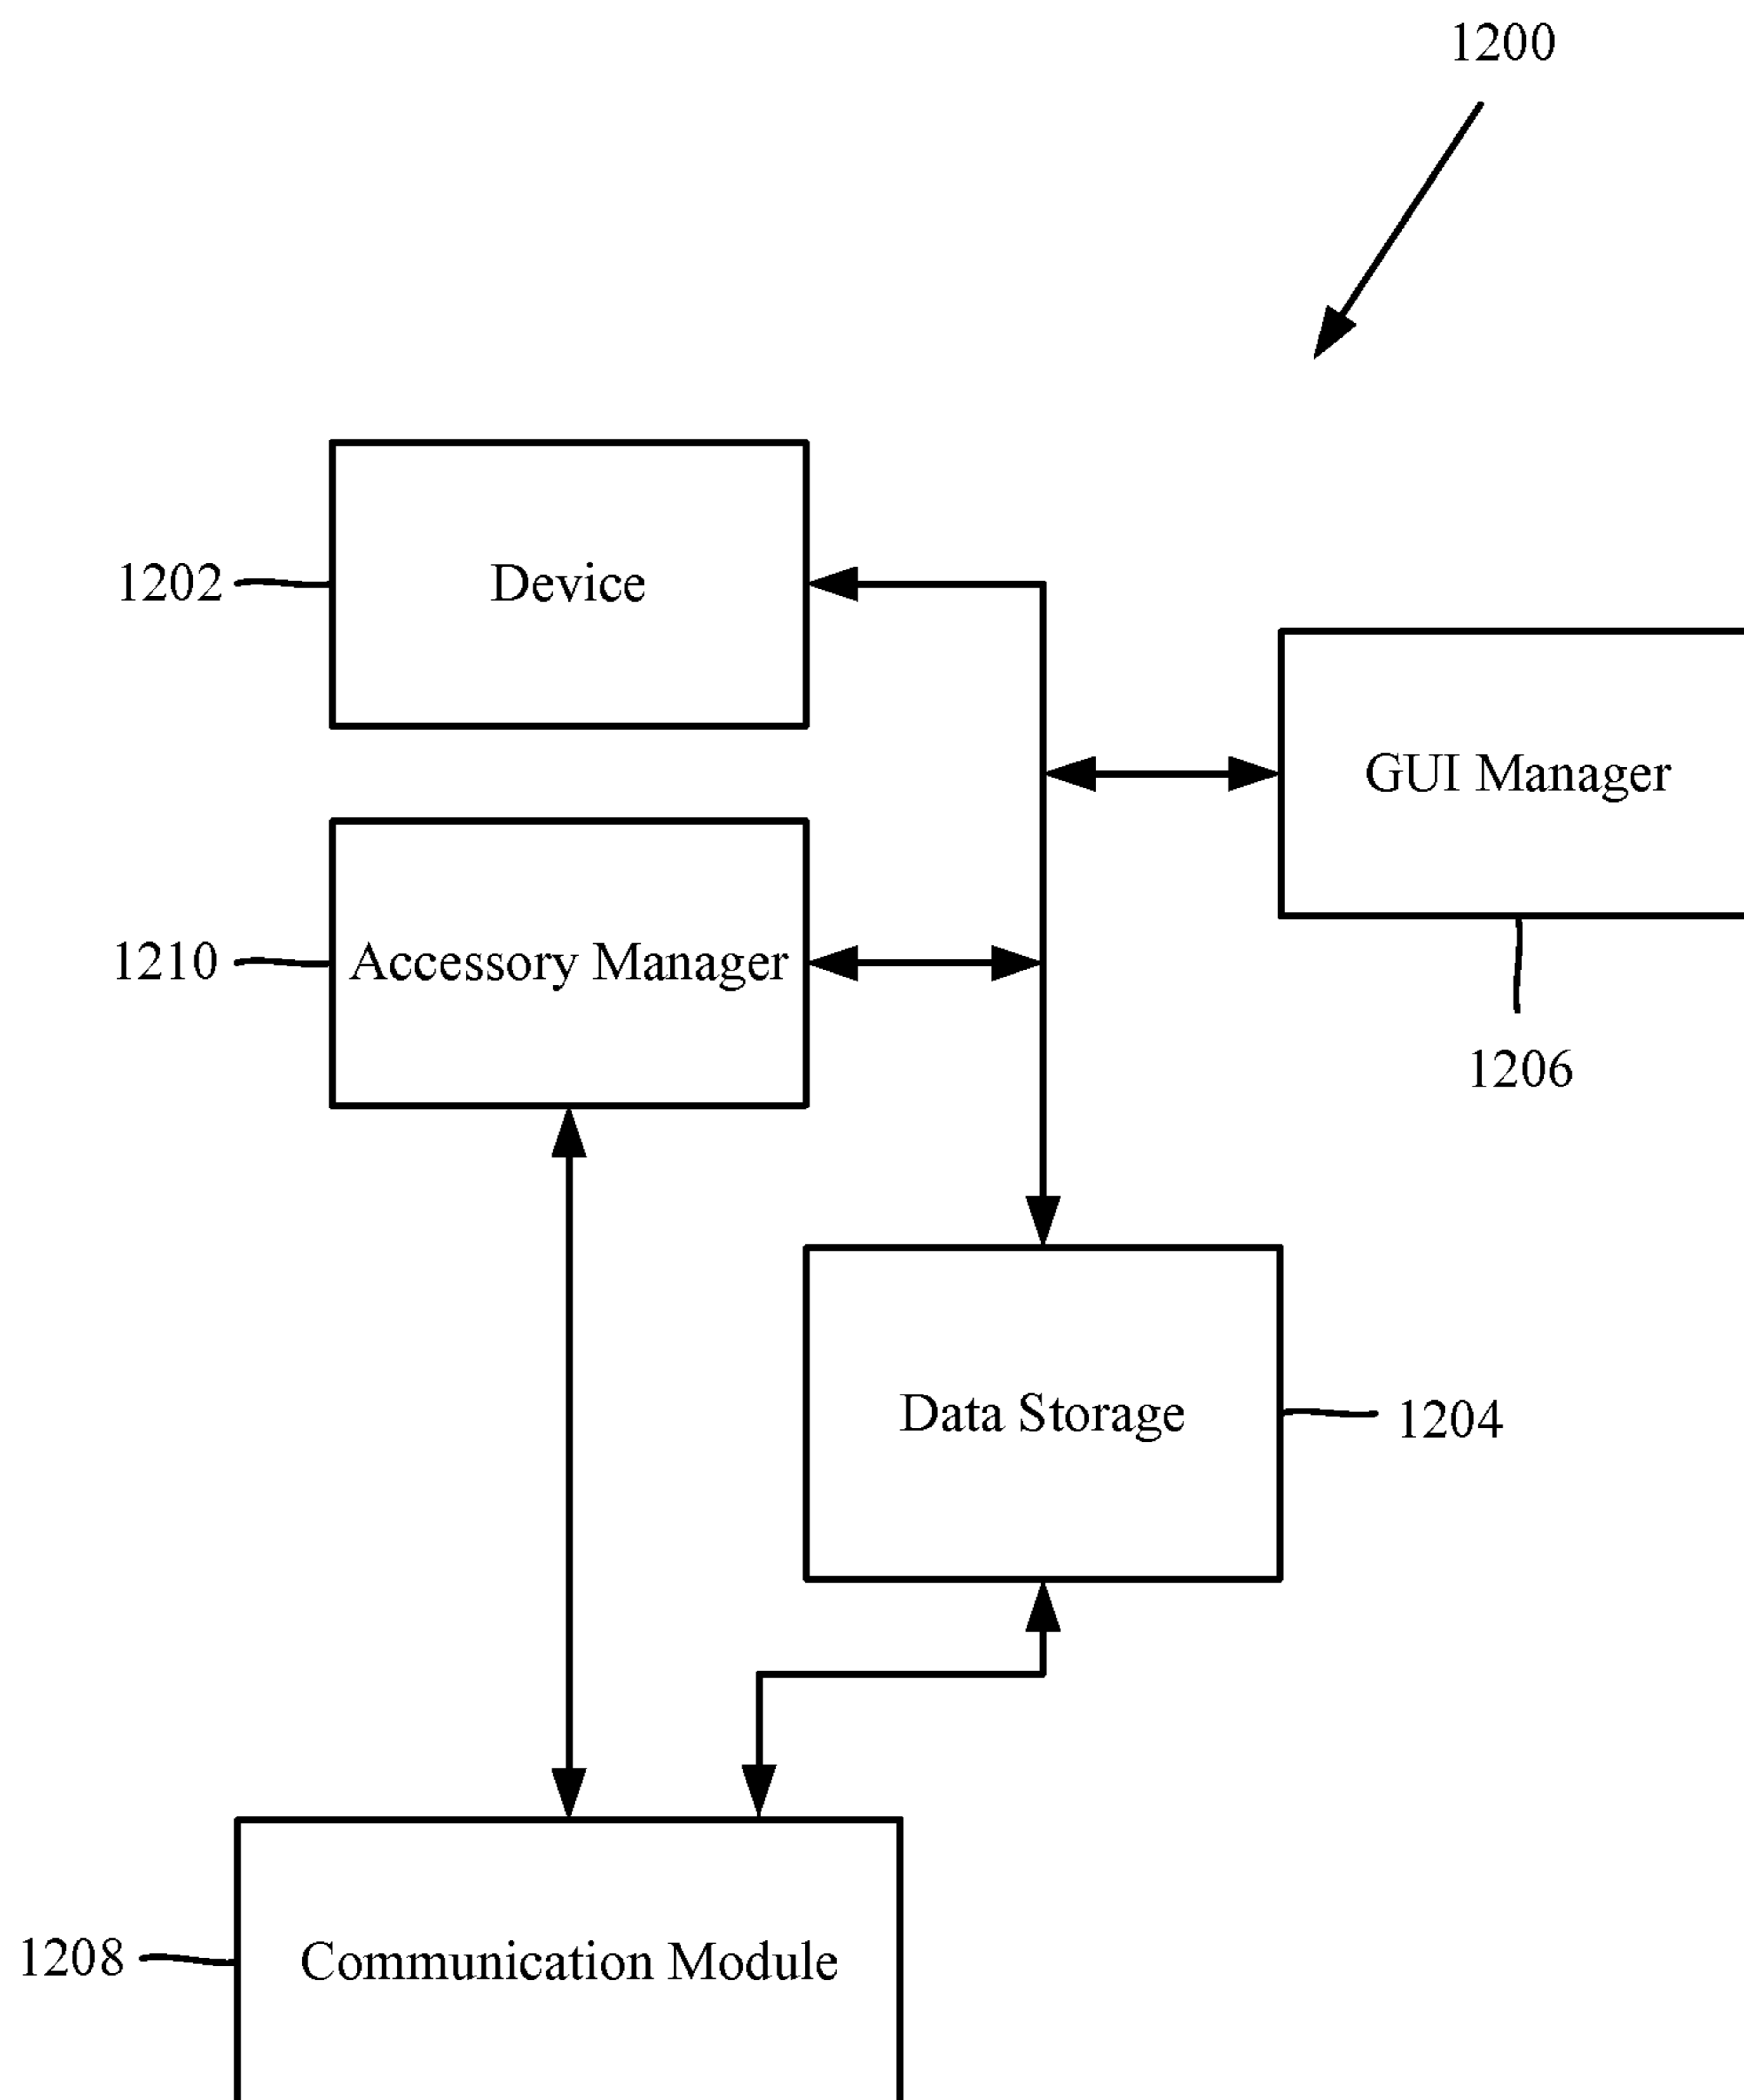 1200
1202
Device
GUI Manager
1210
Accessory Manager
1206
Data Storage
1204
1208
Communication Module